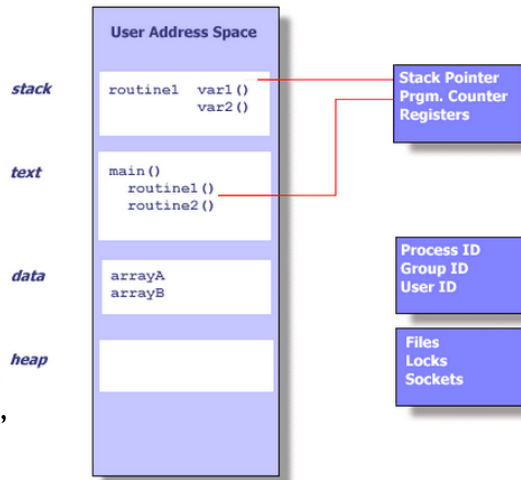 User Address Space
stack
routine1 var1()
var2()
text
main()
routine1()
routine2()
data
arrayA
arrayB
heap
,
Stack Pointer
Prgm. Counter
Registers
Process ID
Group ID
User ID
Files
Locks
Sockets